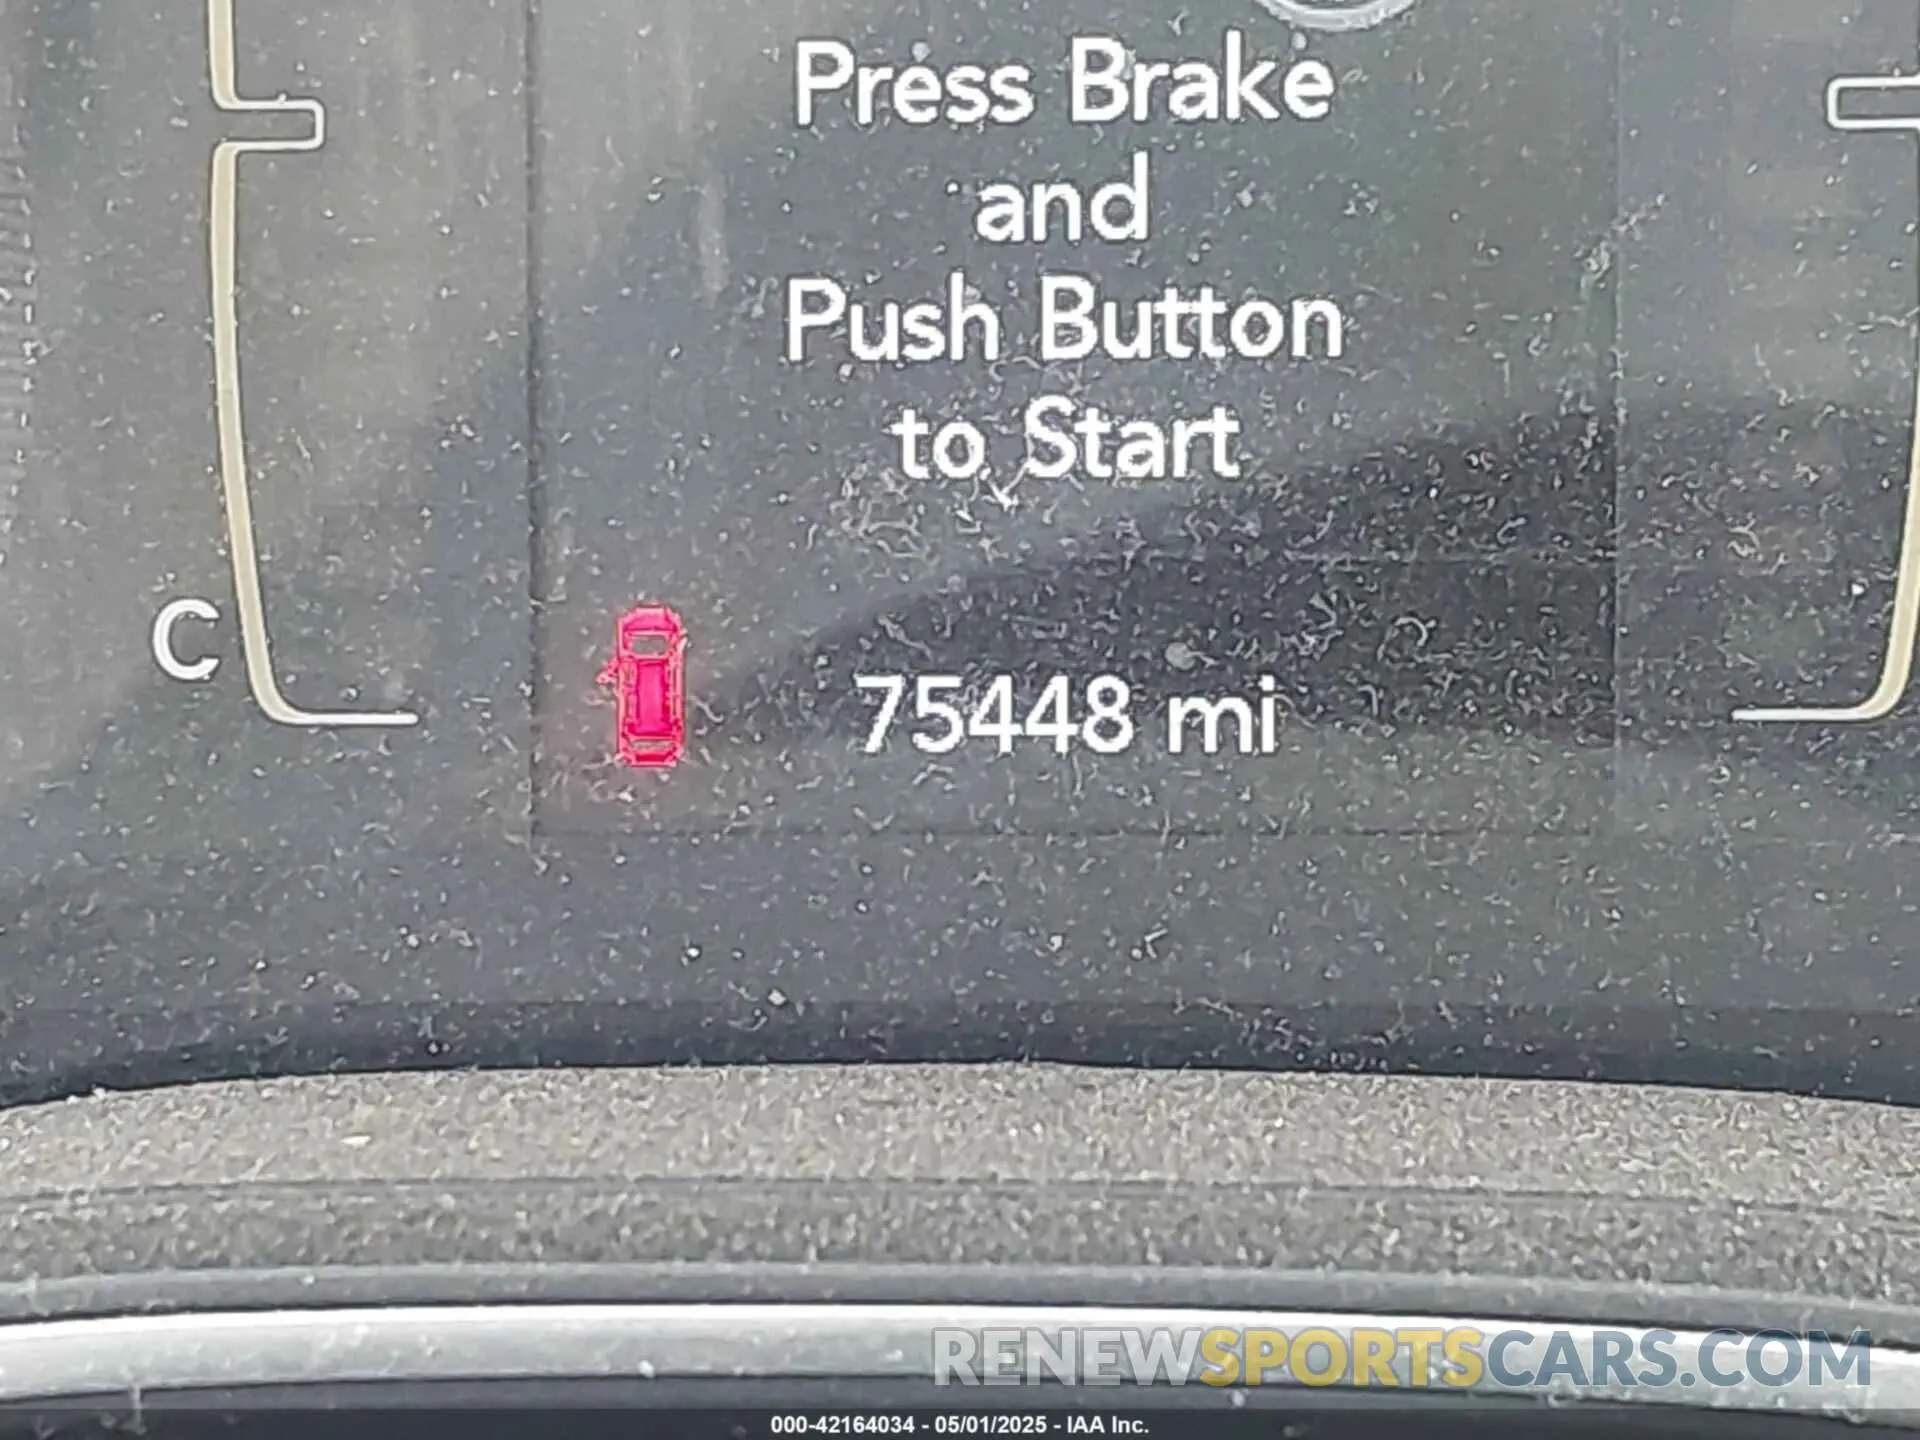 Press Brake
and
Push Button
to Start
C
75448 mi
RENEWSPORTSCARS.COM
000-42164034 - 05/01/2025 - IAA Inc.